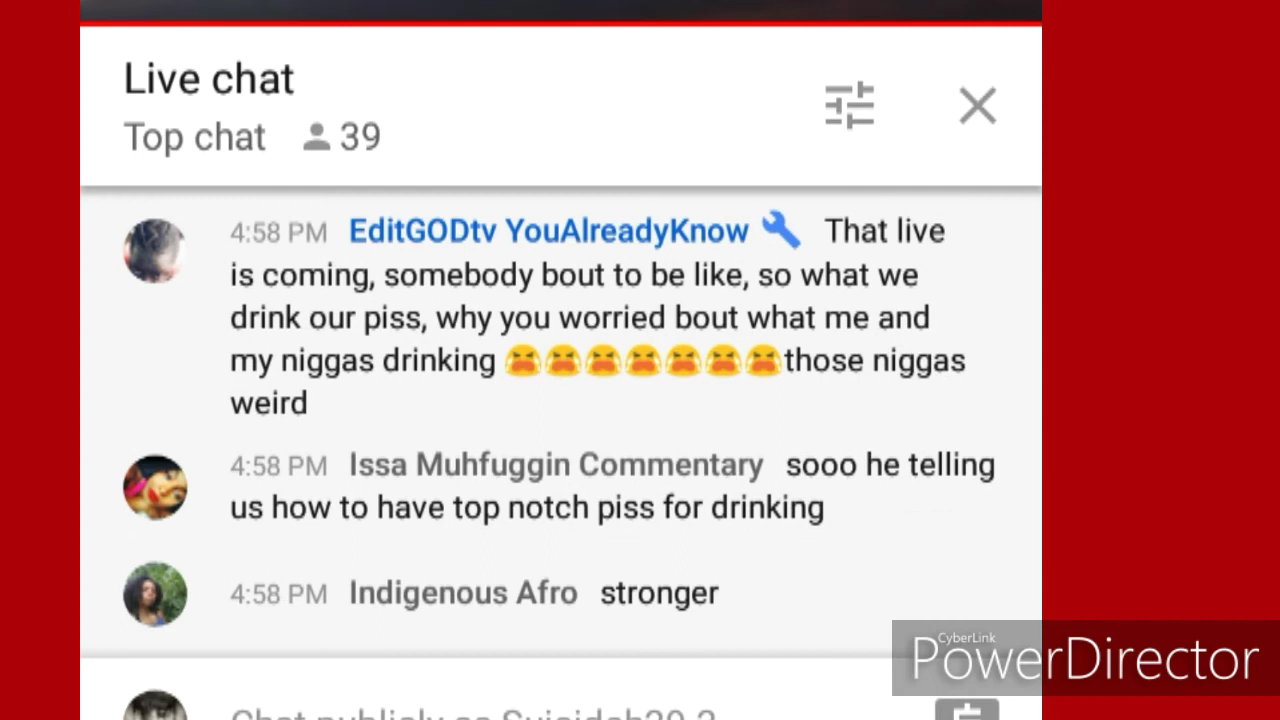 Live chat
Top chat 39
4:58 PM EditGODtv YouAlreadyKnow 🔧 That live
is coming, somebody bout to be like, so what we
drink our piss, why you worried bout what me and
my niggas drinking 😫😫😫😫😫😫😫those niggas
weird
4:58 PM Issa Muhfuggin Commentary sooo he telling
us how to have top notch piss for drinking
4:58 PM Indigenous Afro stronger
CyberLink
PowerDirector
Chat publicly as